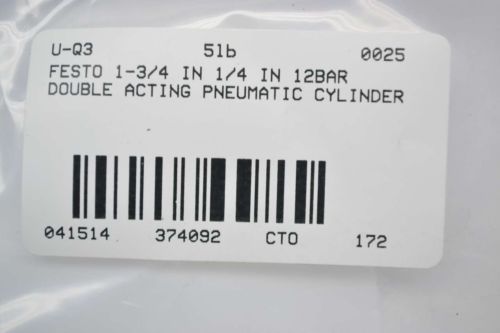 U-Q3 5lb 0025
FESTO 1-3/4 IN 1/4 IN 12BAR
DOUBLE ACTING PNEUMATIC CYLINDER
041514 374092 CTO 172